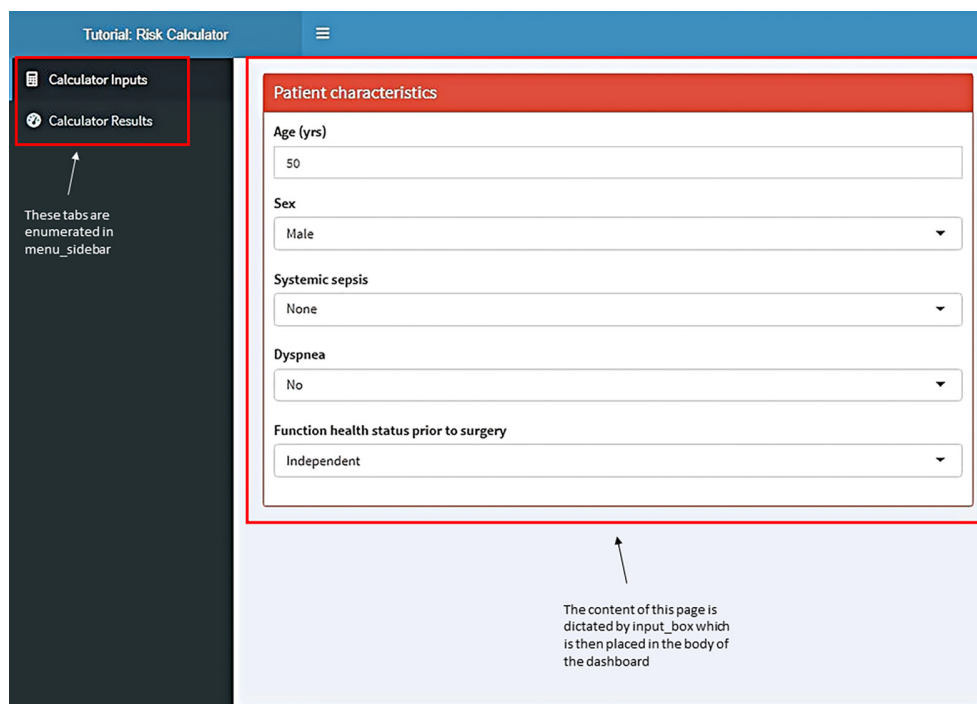 Tutorial: Risk Calculator
Calculator Inputs
Calculator Results
These tabs are
enumerated in
menu_sidebar
Patient characteristics
Age (yrs)
50
Sex
Male
Systemic sepsis
None
Dyspnea
No
Function health status prior to surgery
Independent
The content of this page is
dictated by input_box which
is then placed in the body of
the dashboard